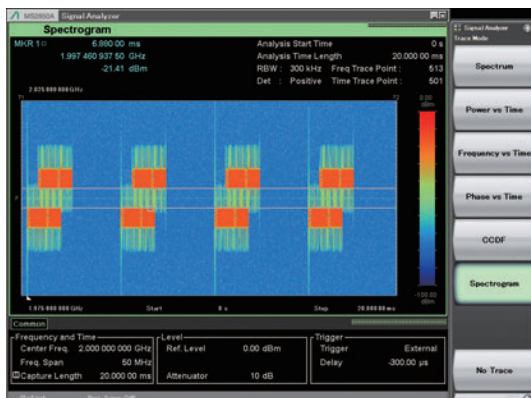 MS2850A Signal Analyzer
Spectrogram
MKR 1 6.880 00 ms
1.997 460 937 50 GHz
-21.41 dBm
Analysis Start Time 0 s
Analysis Time Length 20.000 00 ms
RBW : 300 kHz Freq Trace Point : 513
Det : Positive Time Trace Point : 501
2.025 000 000 GHz
T1 T2
0.00
dBm
F
-100.00
dBm
1.975 000 000 GHz Start 0 s Stop 20.000 00 ms
Common
Frequency and Time
Center Freq. 2.000 000 000 GHz
Freq. Span 50 MHz
Capture Length 20.000 00 ms
Level
Ref. Level 0.00 dBm
Attenuator 10 dB
Trigger
Trigger External
Delay -300.00 µs
Signal Analyzer
Trace Mode
Spectrum
Power vs Time
Frequency vs Time
Phase vs Time
CCDF
Spectrogram
No Trace